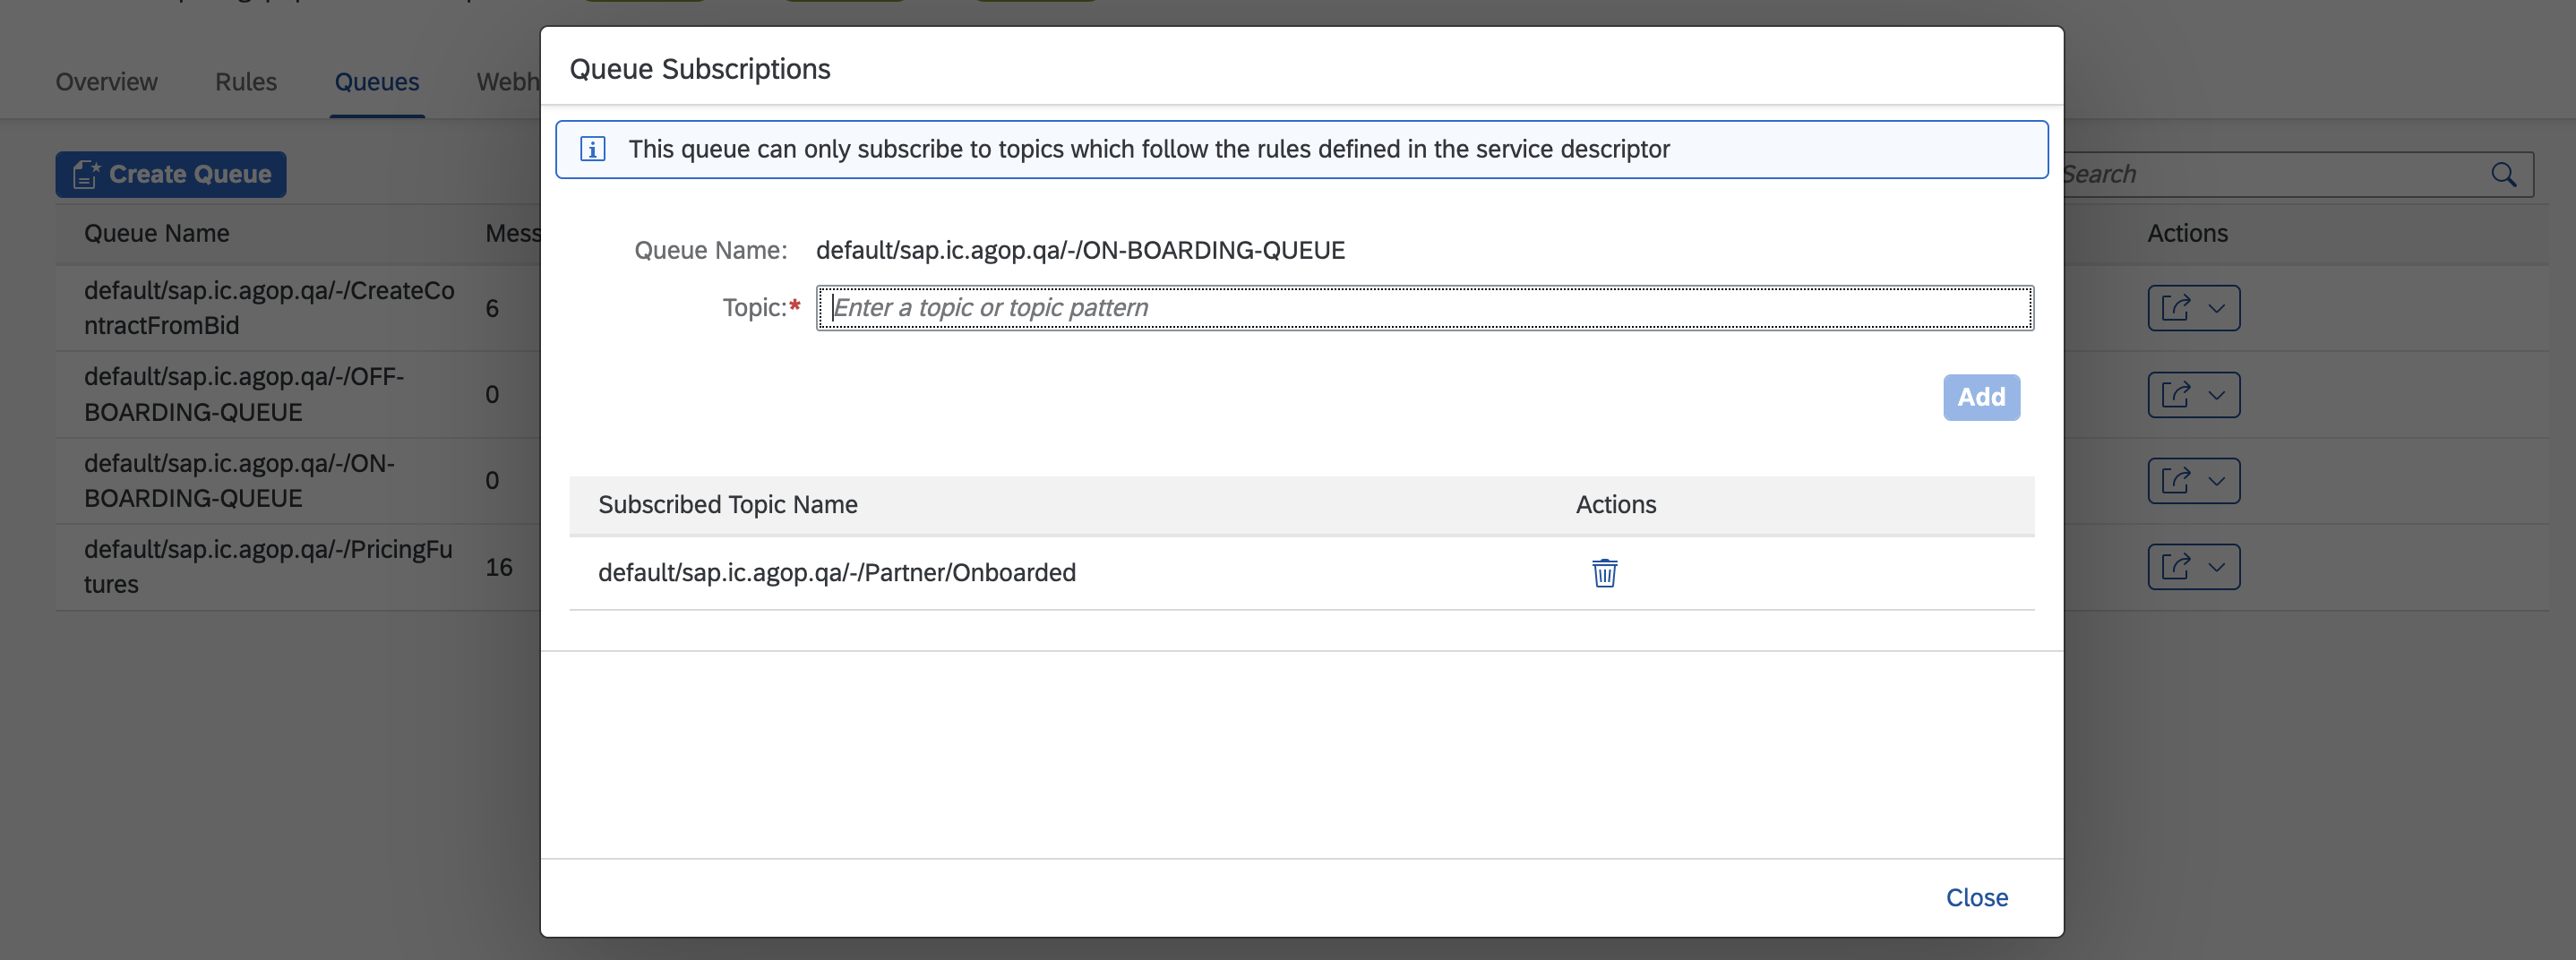 Overview Rules Queues Webh
Create Queue
Search
Queue Name Mess Actions
default/sap.ic.agop.qa/-/CreateCo
ntractFromBid
6
default/sap.ic.agop.qa/-/OFF-
BOARDING-QUEUE
0
default/sap.ic.agop.qa/-/ON-
BOARDING-QUEUE
0
default/sap.ic.agop.qa/-/PricingFu
tures
16
Queue Subscriptions
This queue can only subscribe to topics which follow the rules defined in the service descriptor
Queue Name: default/sap.ic.agop.qa/-/ON-BOARDING-QUEUE
Topic:* Enter a topic or topic pattern
Add
Subscribed Topic Name Actions
default/sap.ic.agop.qa/-/Partner/Onboarded
Close